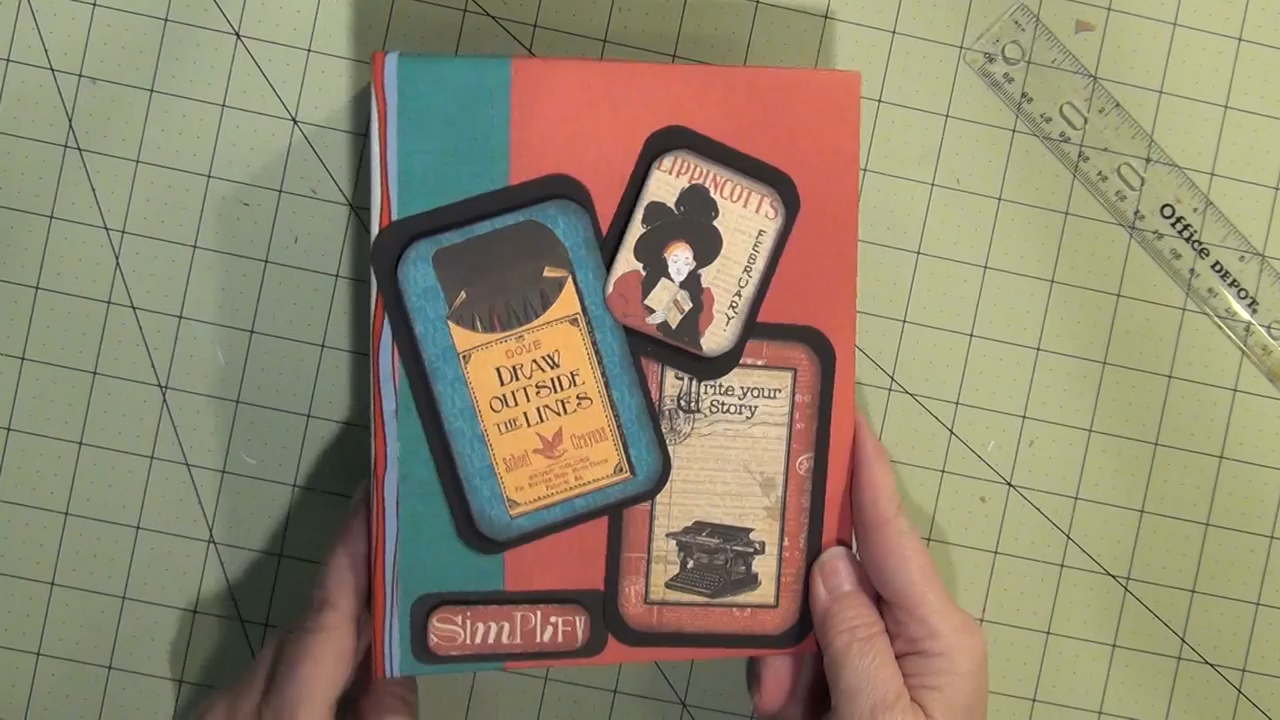 LIPPINCOTT'S
FEBRUARY
DOVE
DRAW
OUTSIDE
THE LINES
School Crayons
Write your
Story
SimPLiFY
Office DEPOT